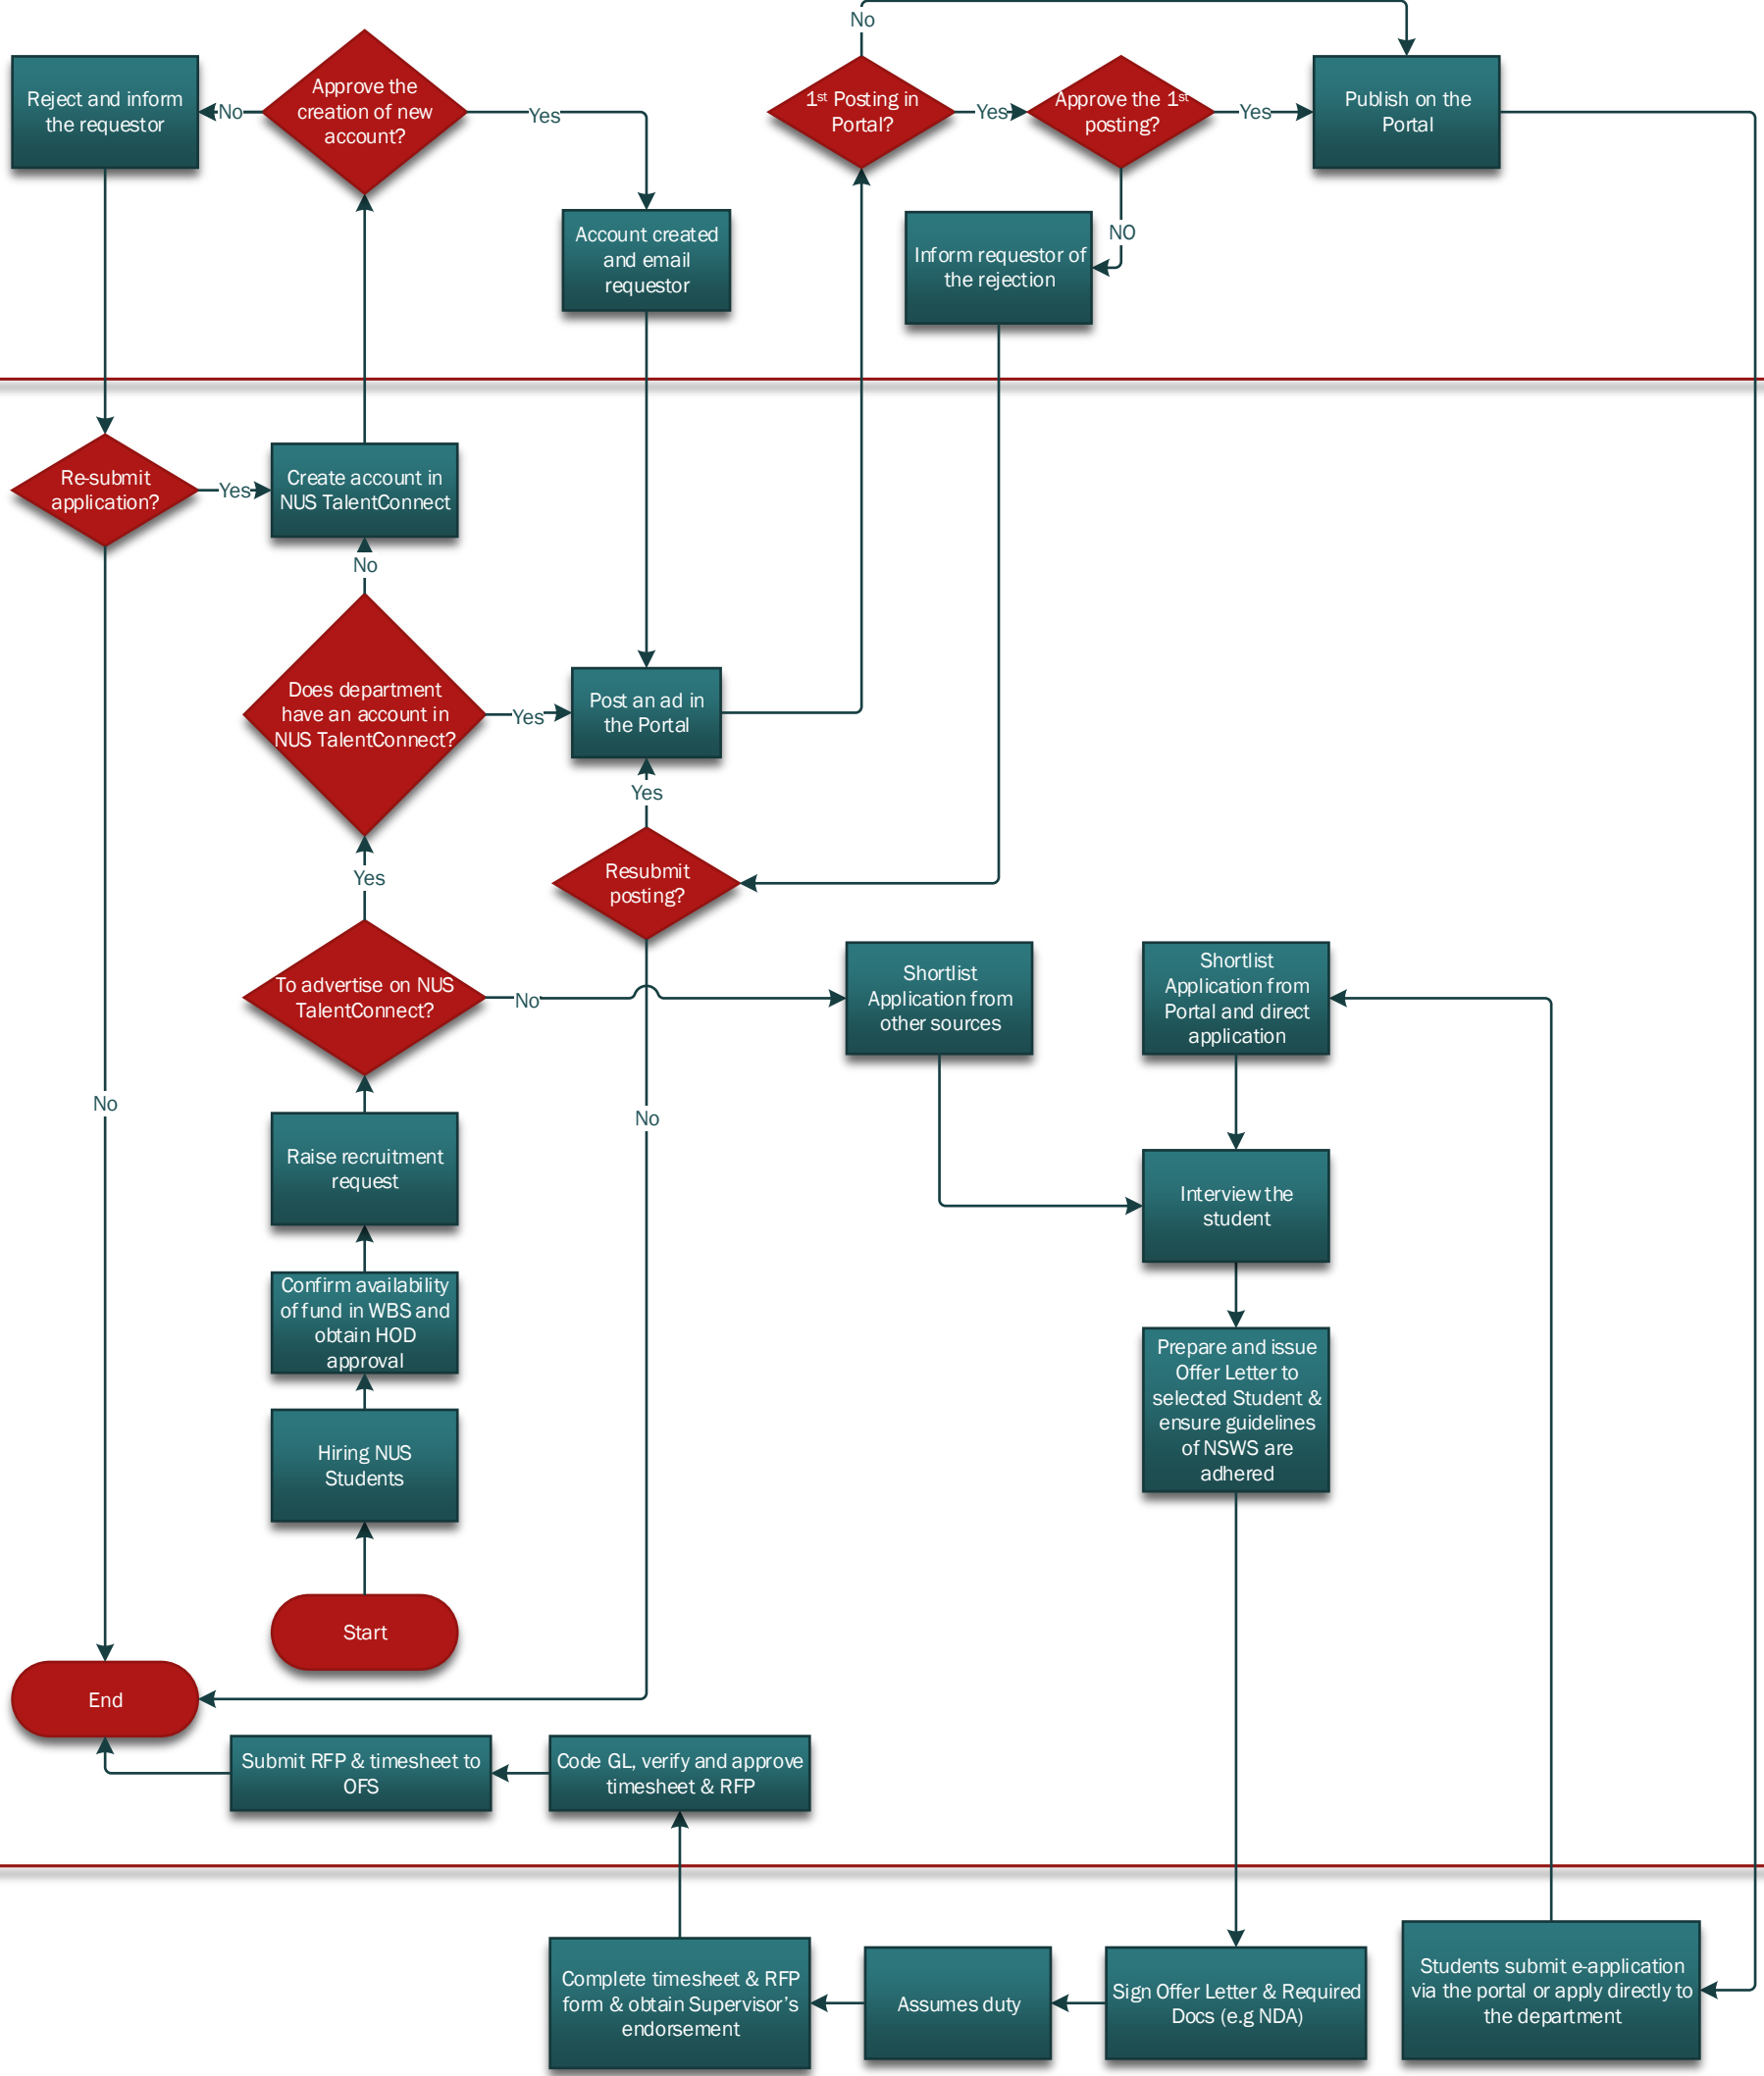 No
Reject and inform
the requestor
No
Approve the
creation of new
account?
Yes
1st Posting in
Portal?
Yes
Approve the 1st
posting?
Yes
Publish on the
Portal
Account created
and email
requestor
NO
Inform requestor of
the rejection
Re-submit
application?
Yes
Create account in
NUS TalentConnect
No
Does department
have an account in
NUS TalentConnect?
Yes
Post an ad in
the Portal
Yes
Yes
Resubmit
posting?
To advertise on NUS
TalentConnect?
No
Shortlist
Application from
other sources
Shortlist
Application from
Portal and direct
application
No
No
Raise recruitment
request
Interview the
student
Confirm availability
of fund in WBS and
obtain HOD
approval
Prepare and issue
Offer Letter to
selected Student &
ensure guidelines
of NSWS are
adhered
Hiring NUS
Students
Start
End
Submit RFP & timesheet to
OFS
Code GL, verify and approve
timesheet & RFP
Complete timesheet & RFP
form & obtain Supervisor's
endorsement
Assumes duty
Sign Offer Letter & Required
Docs (e.g NDA)
Students submit e-application
via the portal or apply directly to
the department